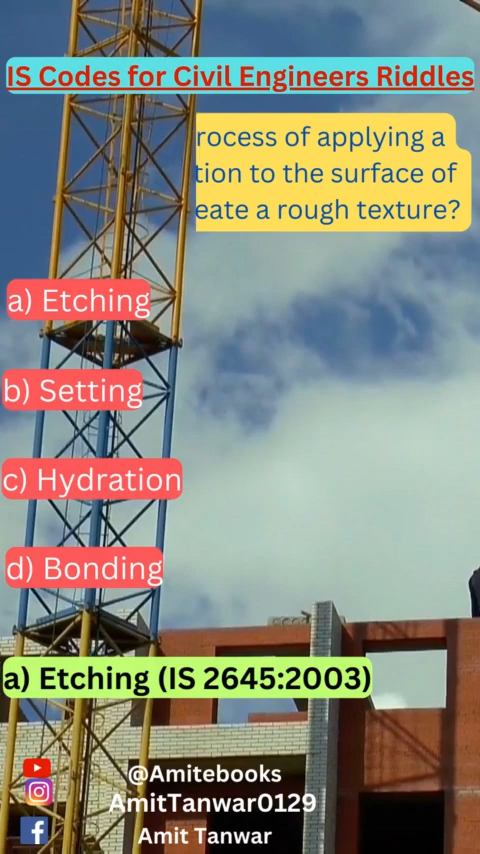 IS Codes for Civil Engineers Riddles
rocess of applying a
tion to the surface of
eate a rough texture?
a) Etching
b) Setting
c) Hydration
d) Bonding
a) Etching (IS 2645:2003)
@Amitebooks
AmitTanwar0129
Amit Tanwar